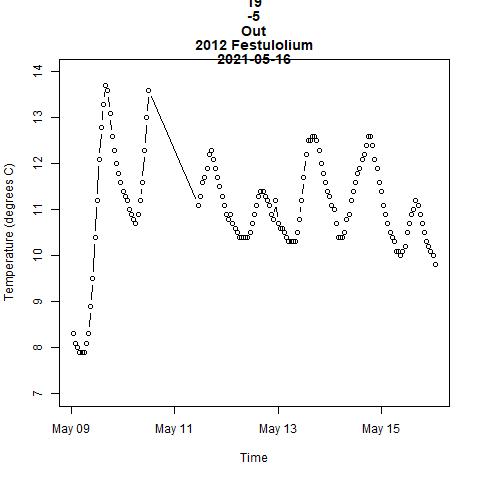 19
-5
Out
2012 Festulolium
2021-05-16
Temperature (degrees C)
14
13
12
11
10
9
8
7
May 09
May 11
May 13
May 15
Time